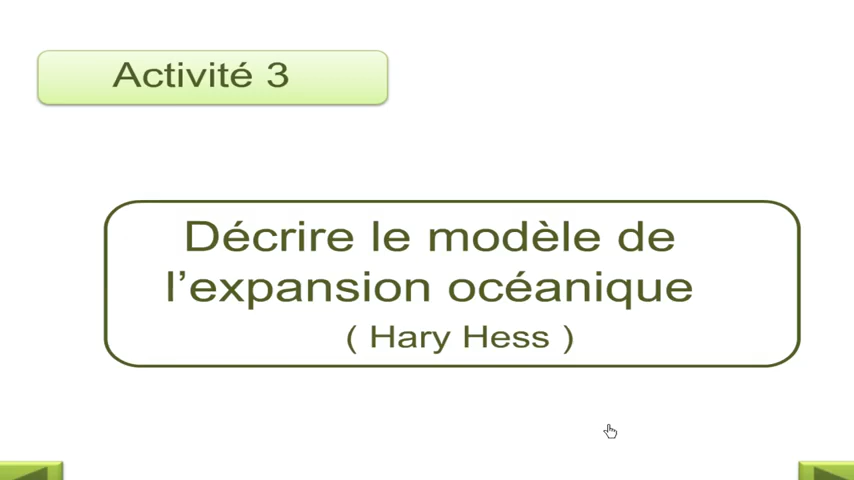 Activité 3
Décrire le modèle de
l’expansion océanique
( Hary Hess )